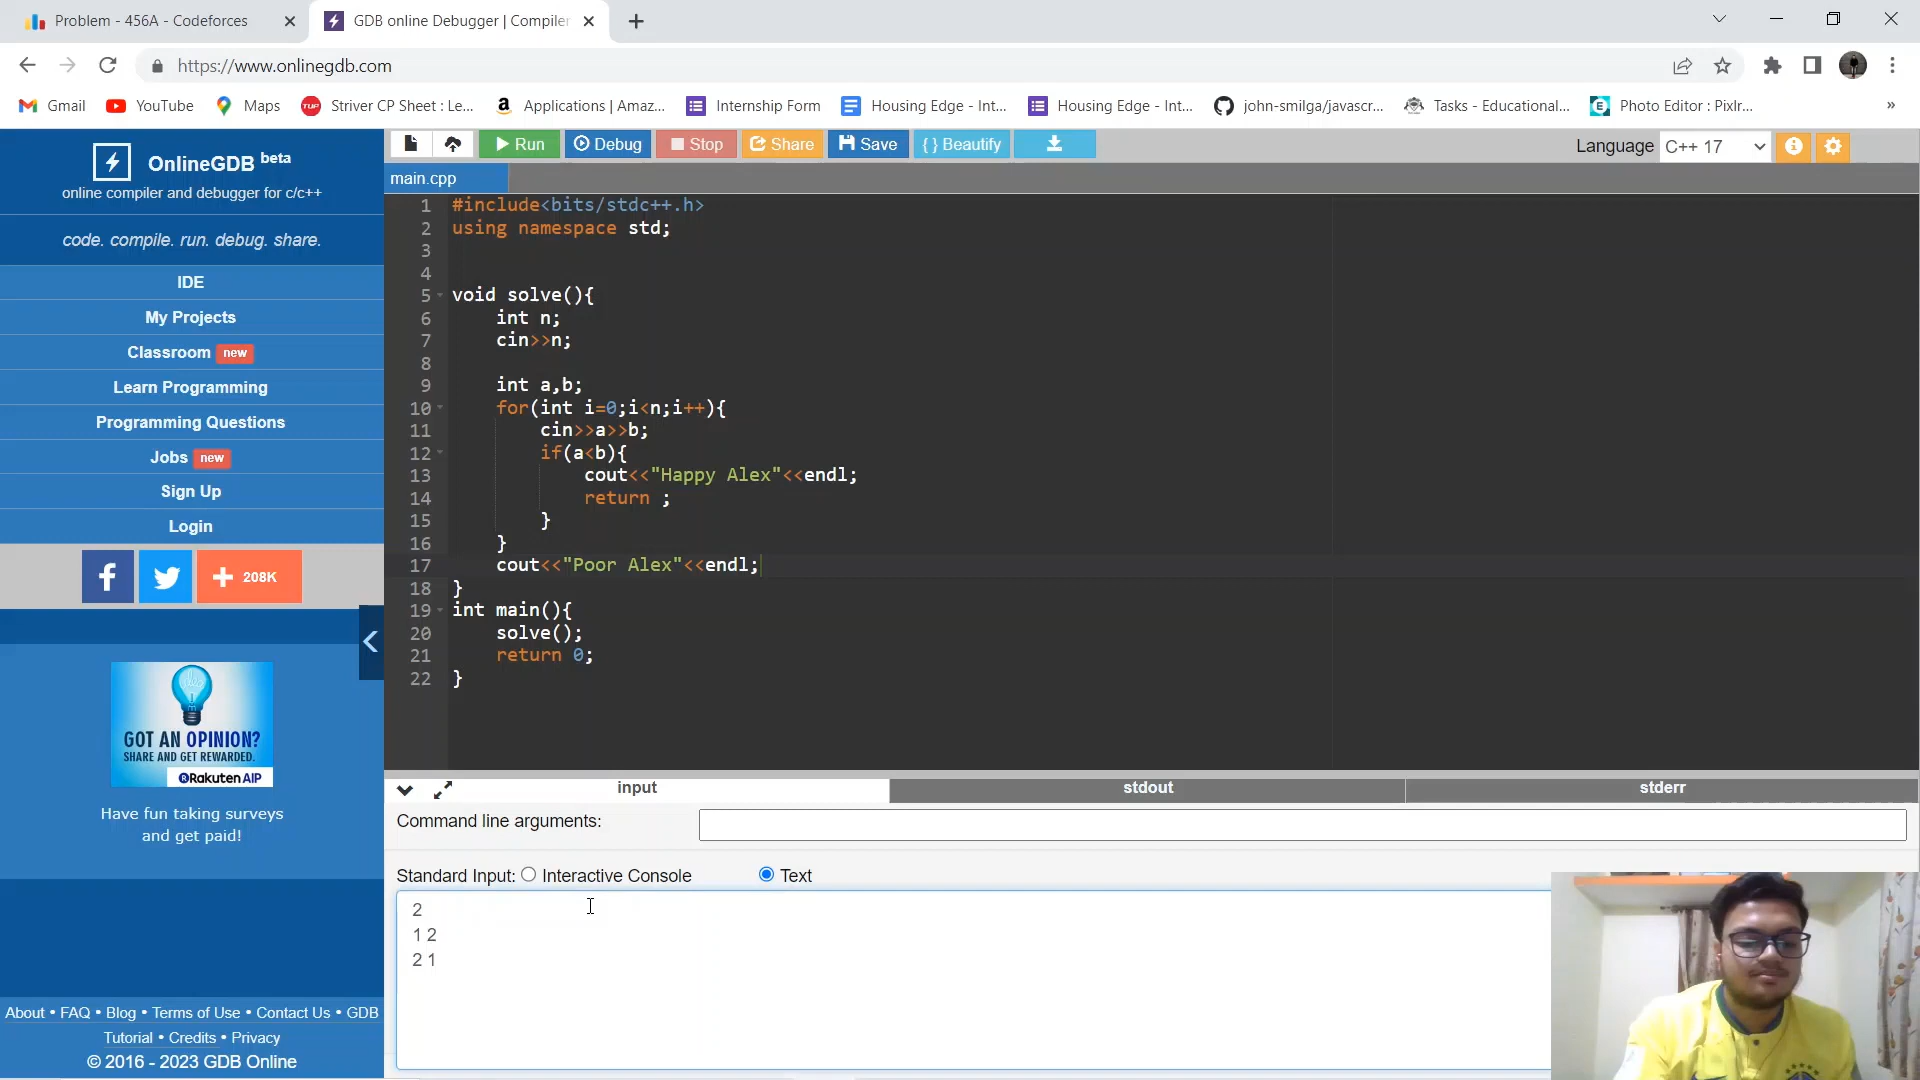 Problem - 456A - Codeforces
GDB online Debugger | Compiler
https://www.onlinegdb.com
Gmail
YouTube
Maps
TUF
Striver CP Sheet : Le...
Applications | Amaz...
Internship Form
Housing Edge - Int...
Housing Edge - Int...
john-smilga/javascr...
Tasks - Educational...
Photo Editor : Pixlr...
OnlineGDB beta
online compiler and debugger for c/c++
code. compile. run. debug. share.
IDE
My Projects
Classroom new
Learn Programming
Programming Questions
Jobs new
Sign Up
Login
208K
GOT AN OPINION?
SHARE AND GET REWARDED.
Rakuten AIP
Have fun taking surveys
and get paid!
About • FAQ • Blog • Terms of Use • Contact Us • GDB
Tutorial • Credits • Privacy
© 2016 - 2023 GDB Online
Run
Debug
Stop
Share
Save
{ } Beautify
Language C++ 17
main.cpp
1 #include<bits/stdc++.h>
2 using namespace std;
3
4
5 void solve(){
6 int n;
7 cin>>n;
8
9 int a,b;
10 for(int i=0;i<n;i++){
11 cin>>a>>b;
12 if(a<b){
13 cout<<"Happy Alex"<<endl;
14 return ;
15 }
16 }
17 cout<<"Poor Alex"<<endl;
18 }
19 int main(){
20 solve();
21 return 0;
22 }
input
stdout
stderr
Command line arguments:
Standard Input: Interactive Console Text
2
1 2
2 1